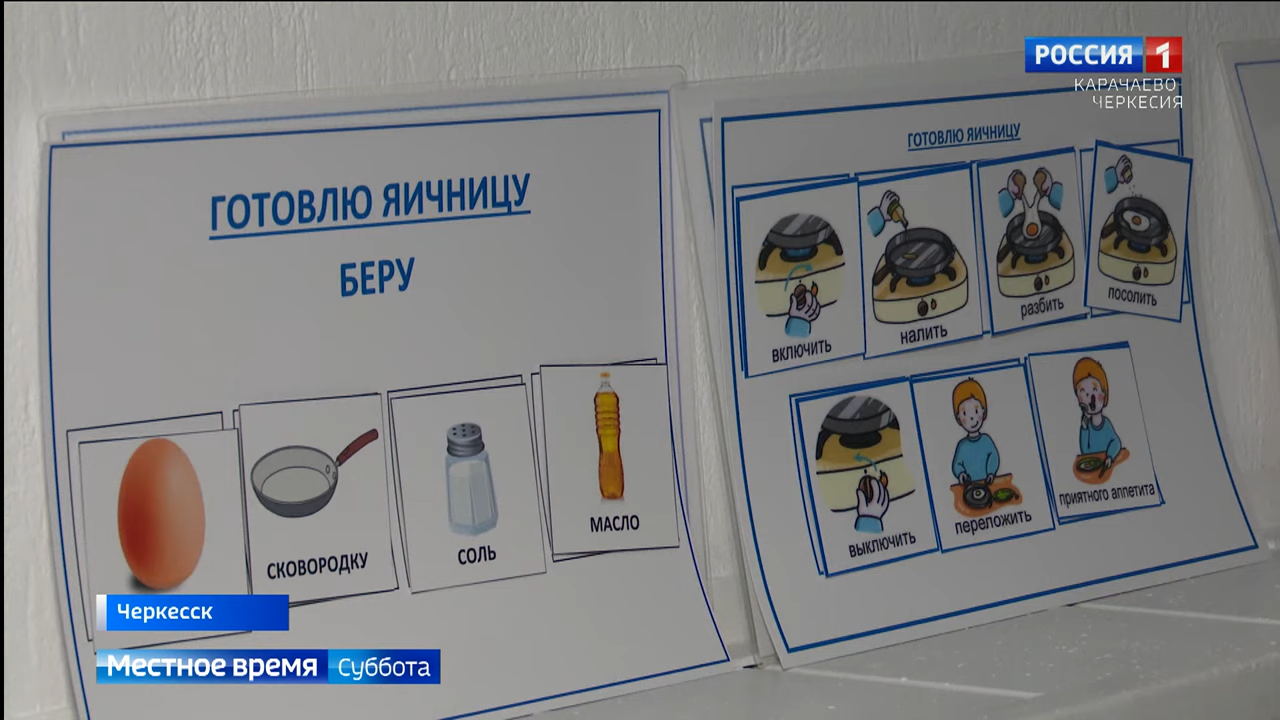 РОССИЯ 1
КАРАЧАЕВО
ЧЕРКЕСИЯ
ГОТОВЛЮ ЯИЧНИЦУ
БЕРУ
СКОВОРОДКУ
СОЛЬ
МАСЛО
ГОТОВЛЮ ЯИЧНИЦУ
включить
налить
разбить
посолить
выключить
переложить
приятного аппетита
Черкесск
Местное время Суббота